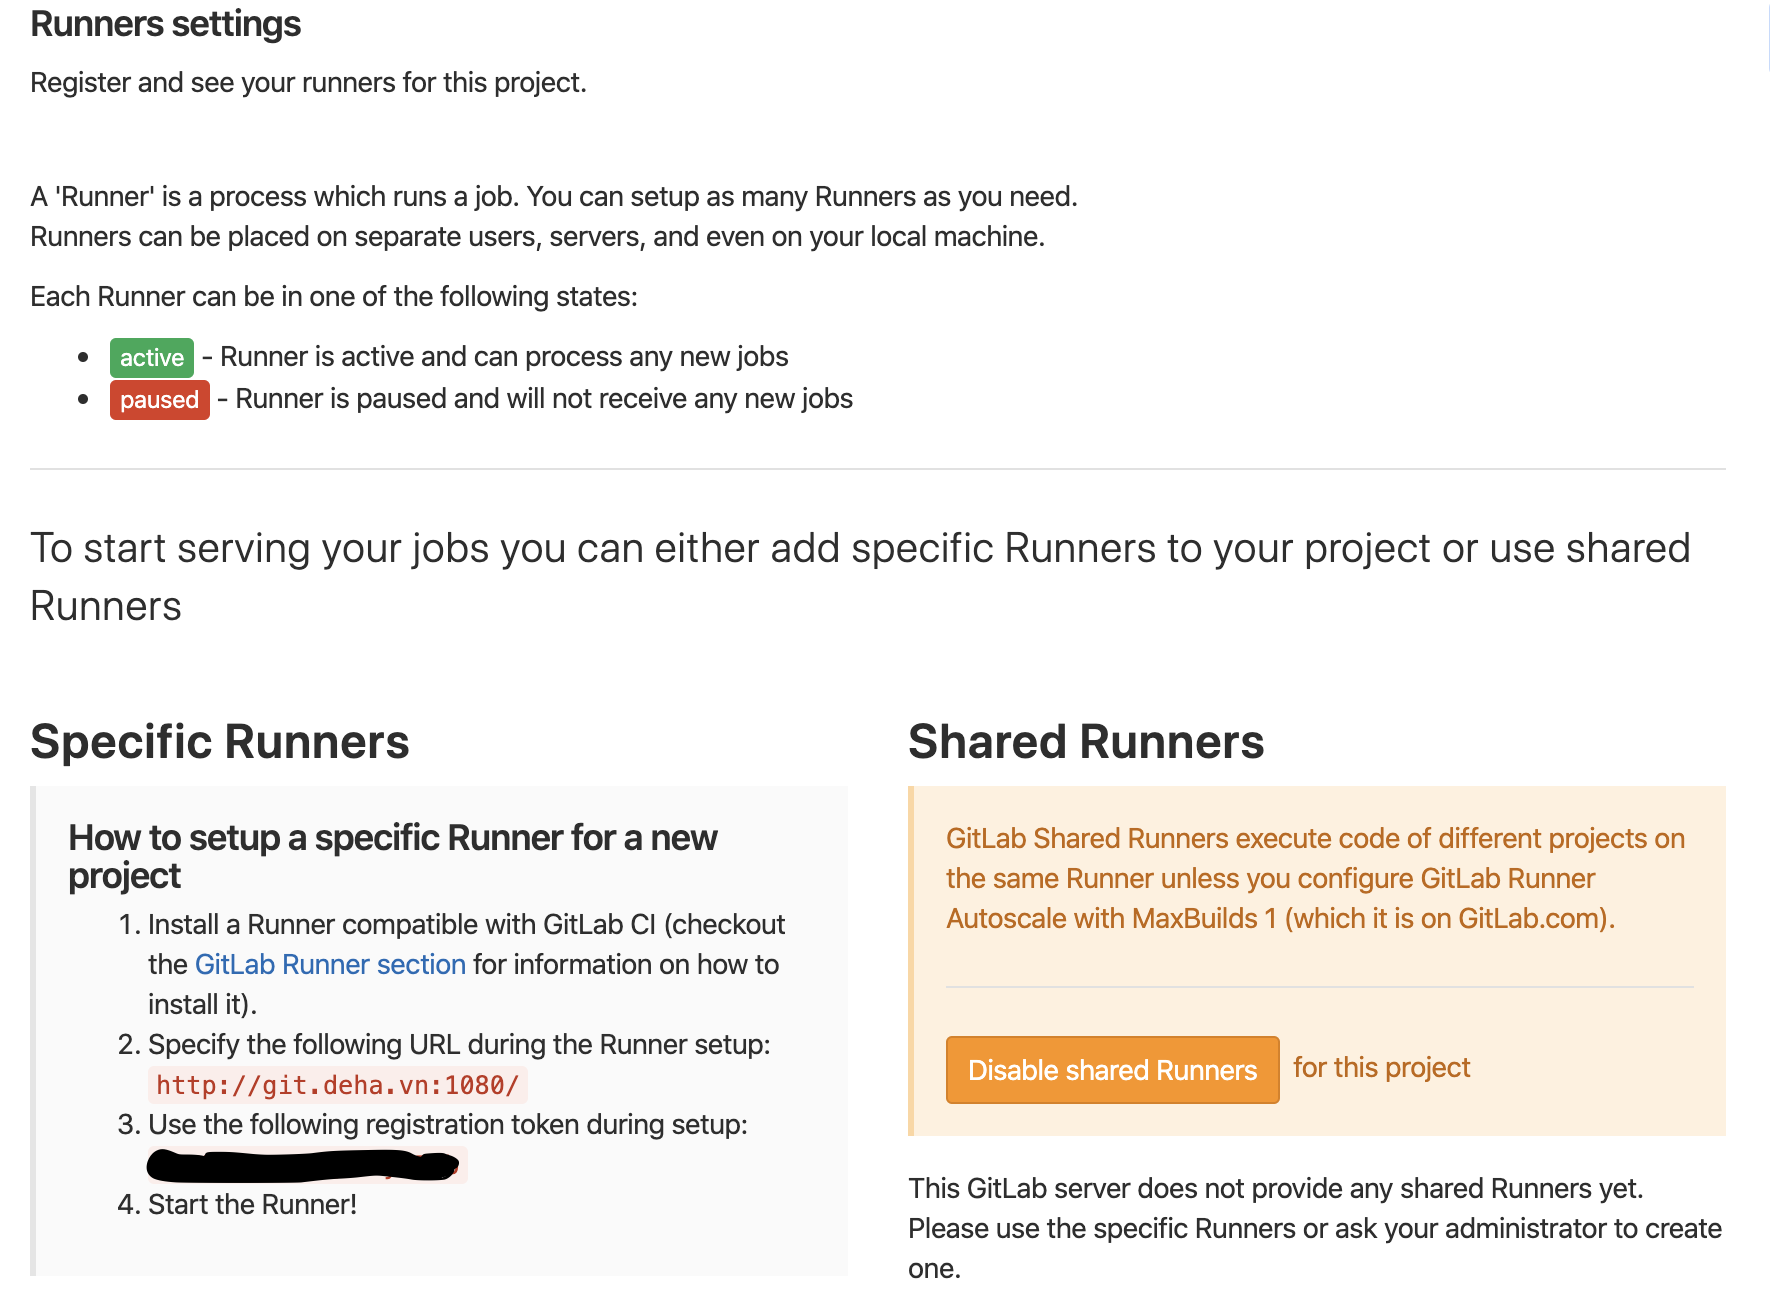 Runners settings
Register and see your runners for this project.
A 'Runner' is a process which runs a job. You can setup as many Runners as you need.
Runners can be placed on separate users, servers, and even on your local machine.
Each Runner can be in one of the following states:
• active - Runner is active and can process any new jobs
• paused - Runner is paused and will not receive any new jobs
To start serving your jobs you can either add specific Runners to your project or use shared
Runners
Specific Runners
How to setup a specific Runner for a new
project
1. Install a Runner compatible with GitLab CI (checkout
the GitLab Runner section for information on how to
install it).
2. Specify the following URL during the Runner setup:
http://git.deha.vn:1080/
3. Use the following registration token during setup:
4. Start the Runner!
Shared Runners
GitLab Shared Runners execute code of different projects on
the same Runner unless you configure GitLab Runner
Autoscale with MaxBuilds 1 (which it is on GitLab.com).
Disable shared Runners for this project
This GitLab server does not provide any shared Runners yet.
Please use the specific Runners or ask your administrator to create
one.